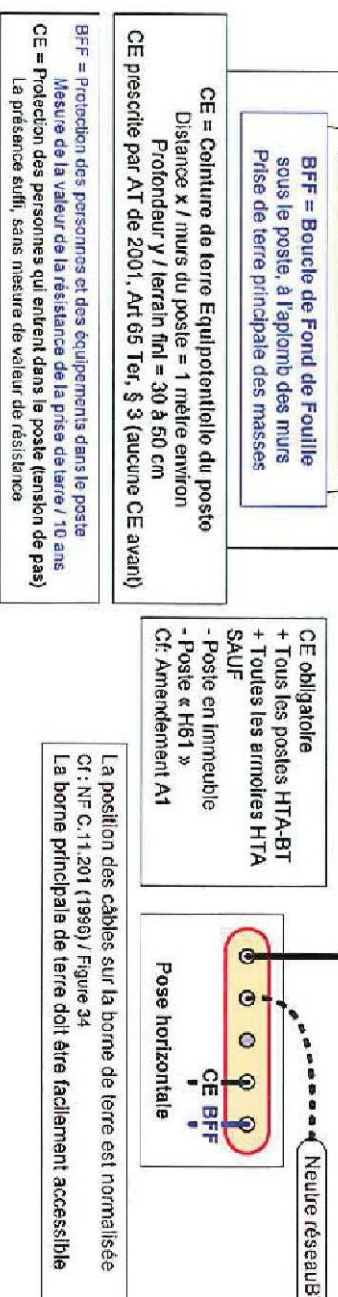 BFF = Boucle de Fond de Fouille
sous le poste, à l'aplomb des murs
Prise de terre principale des masses
CE = Ceinture de terre Equipotentielle du poste
Distance x / murs du poste = 1 mètre environ
Profondeur y / terrain fini = 30 à 50 cm
CE prescrite par AT de 2001, Art 65 Ter, § 3 (aucune CE avant)
BFF = Protection des personnes et des équipements dans le poste
Mesure de la valeur de la résistance de la prise de terre / 10 ans
CE = Protection des personnes qui entrent dans le poste (tension de pas)
La présence suffi, sans mesure de valeur de résistance
CE obligatoire
+ Tous les postes HTA-BT
+ Toutes les armoires HTA
SAUF
- Poste en immeuble
- Poste « H61 »
Cf: Amendement A1
Neutre réseauB
CE BFF
Pose horizontale
La position des câbles sur la borne de terre est normalisée
Cf : NF C.11.201 (1996) / Figure 34
La borne principale de terre doit être facilement accessible